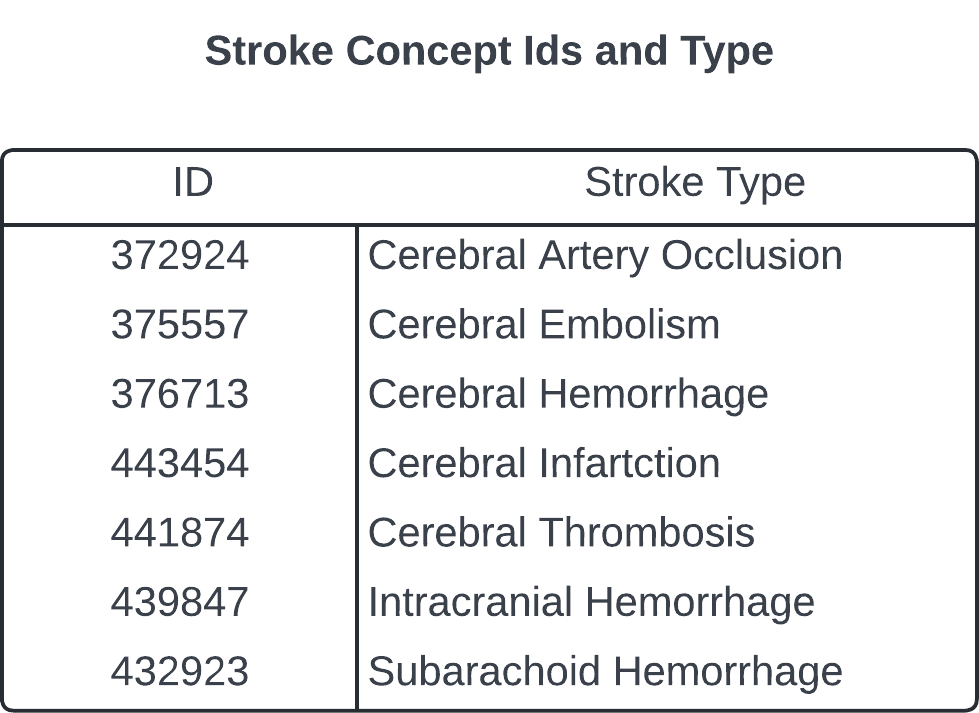 Stroke Concept Ids and Type
ID Stroke Type
372924 Cerebral Artery Occlusion
375557 Cerebral Embolism
376713 Cerebral Hemorrhage
443454 Cerebral Infartction
441874 Cerebral Thrombosis
439847 Intracranial Hemorrhage
432923 Subarachoid Hemorrhage